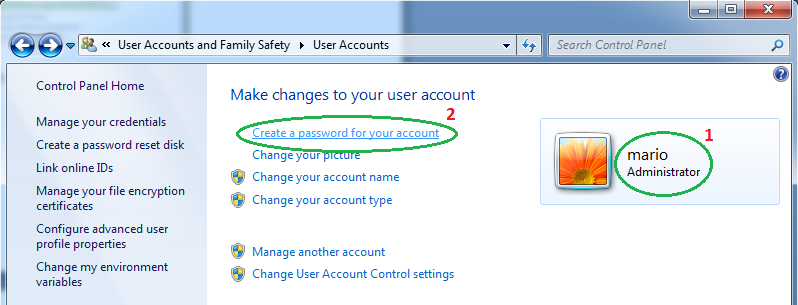 User Accounts and Family Safety
User Accounts
Search Control Panel
Control Panel Home
Manage your credentials
Create a password reset disk
Link online IDs
Manage your file encryption
certificates
Configure advanced user
profile properties
Change my environment
variables
Make changes to your user account
2
Create a password for your account
Change your picture
Change your account name
Change your account type
Manage another account
Change User Account Control settings
1
mario
Administrator
?